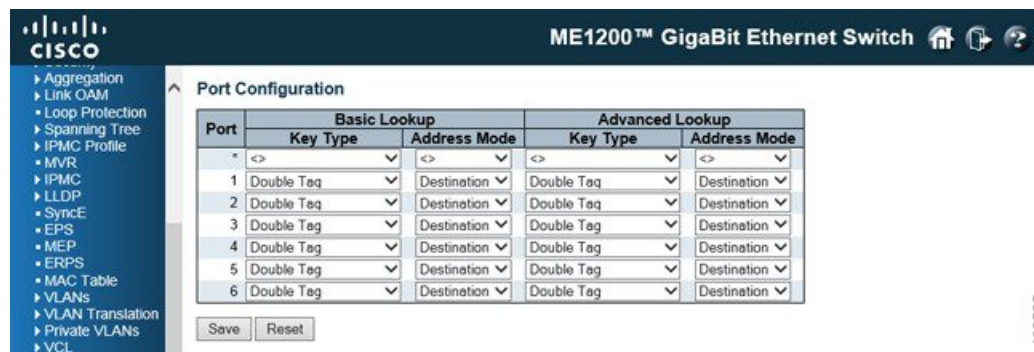 CISCO
ME1200™ GigaBit Ethernet Switch
Aggregation
Link OAM
Loop Protection
Spanning Tree
IPMC Profile
MVR
IPMC
LLDP
SyncE
EPS
MEP
ERPS
MAC Table
VLANs
VLAN Translation
Private VLANs
VCL
Port Configuration
Port Basic Lookup Advanced Lookup
Key Type Address Mode Key Type Address Mode
* <> <> <> <>
1 Double Tag Destination Double Tag Destination
2 Double Tag Destination Double Tag Destination
3 Double Tag Destination Double Tag Destination
4 Double Tag Destination Double Tag Destination
5 Double Tag Destination Double Tag Destination
6 Double Tag Destination Double Tag Destination
Save Reset